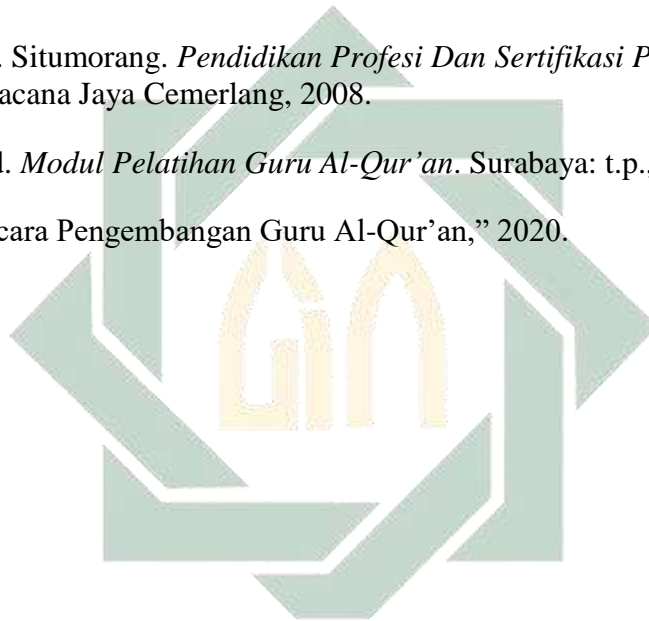 . Situmorang. Pendidikan Profesi Dan Sertifikasi P
acana Jaya Cemerlang, 2008.
d. Modul Pelatihan Guru Al-Qur’an. Surabaya: t.p.,
cara Pengembangan Guru Al-Qur’an,” 2020.